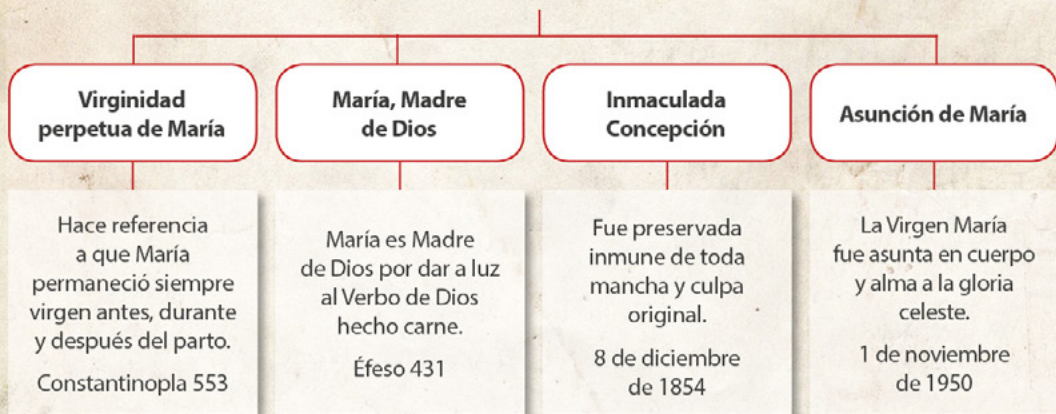 Virginidad
perpetua de María
Hace referencia
a que María
permaneció siempre
virgen antes, durante
y después del parto.
Constantinopla 553
María, Madre
de Dios
María es Madre
de Dios por dar a luz
al Verbo de Dios
hecho carne.
Éfeso 431
Inmaculada
Concepción
Fue preservada
inmune de toda
mancha y culpa
original.
8 de diciembre
de 1854
Asunción de María
La Virgen María
fue asunta en cuerpo
y alma a la gloria
celeste.
1 de noviembre
de 1950